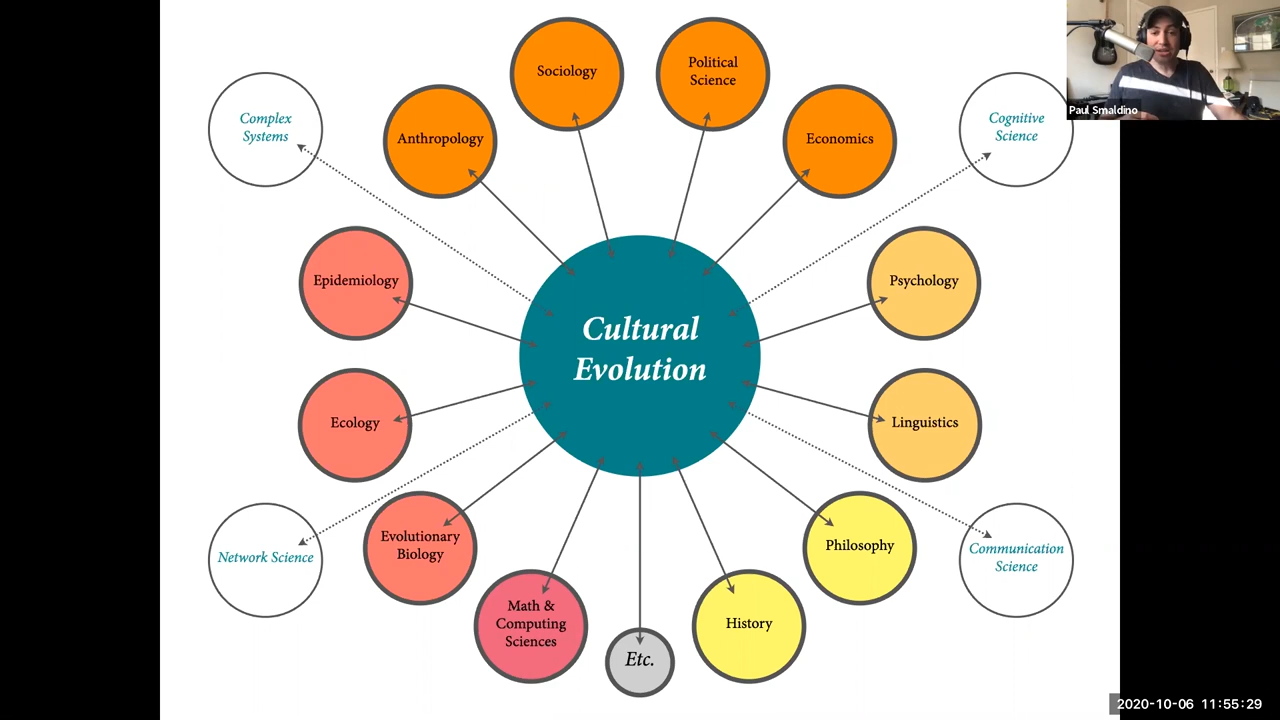 Sociology
Political
Science
Complex
Systems
Anthropology
Economics
Cognitive
Science
Paul Smaldino
Epidemiology
Psychology
Cultural
Evolution
Ecology
Linguistics
Network Science
Evolutionary
Biology
Philosophy
Communication
Science
Math &
Computing
Sciences
History
Etc.
2020-10-06 11:55:29